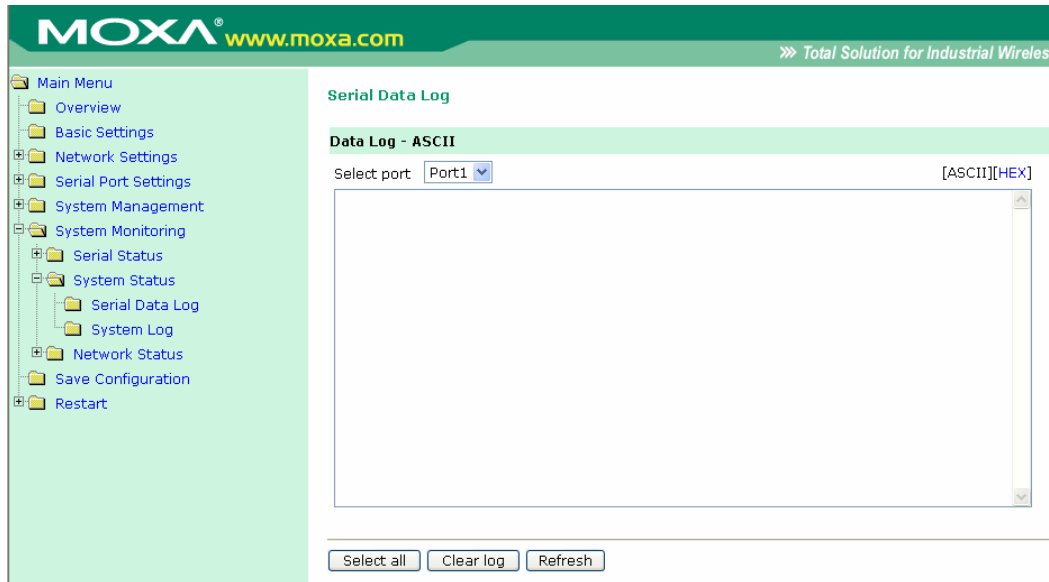 MOXA® www.moxa.com
Total Solution for Industrial Wireles
Main Menu
Overview
Basic Settings
Network Settings
Serial Port Settings
System Management
System Monitoring
Serial Status
System Status
Serial Data Log
System Log
Network Status
Save Configuration
Restart
Serial Data Log
Data Log - ASCII
Select port Port1 [ASCII][HEX]
Select all Clear log Refresh